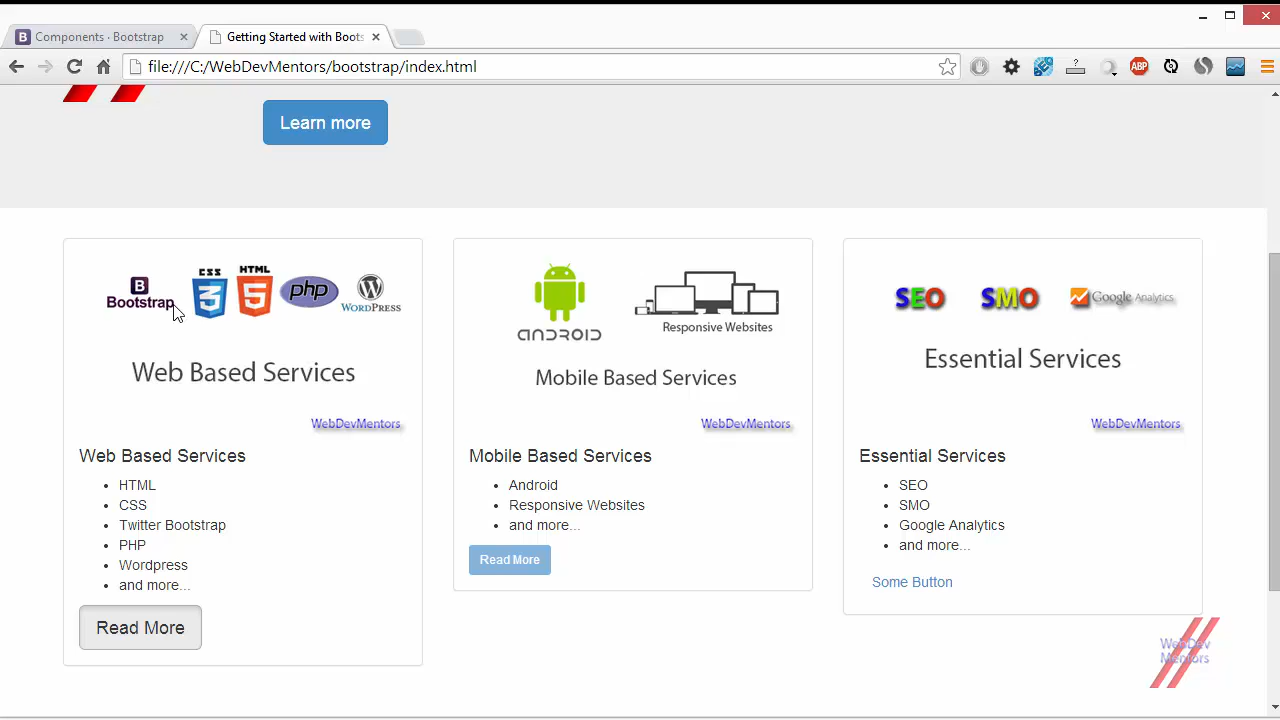 Components · Bootstrap
Getting Started with Boots
file:///C:/WebDevMentors/bootstrap/index.html
ABP
Learn more
B
Bootstrap
CSS
3
HTML
5
php
W
WORDPRESS
Web Based Services
WebDevMentors
Web Based Services
HTML
CSS
Twitter Bootstrap
PHP
Wordpress
and more...
Read More
ANDROID
Responsive Websites
Mobile Based Services
WebDevMentors
Mobile Based Services
Android
Responsive Websites
and more...
Read More
SEO
SMO
Google Analytics
Essential Services
WebDevMentors
Essential Services
SEO
SMO
Google Analytics
and more...
Some Button
WebDev
Mentors